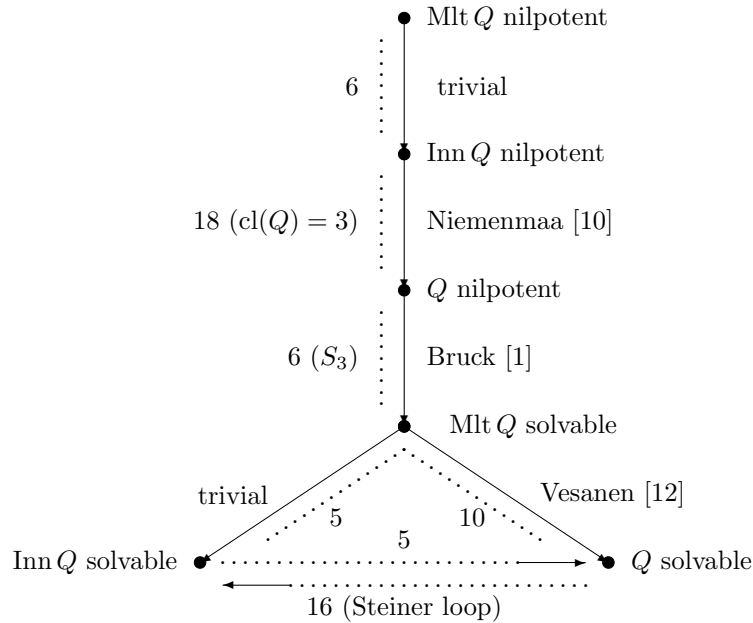 Mlt Q nilpotent
6 trivial
Inn Q nilpotent
18 (cl(Q) = 3) Niemenmaa [10]
Q nilpotent
6 (S₃) Bruck [1]
Mlt Q solvable
trivial Vesanen [12]
5 10
5
Inn Q solvable Q solvable
16 (Steiner loop)